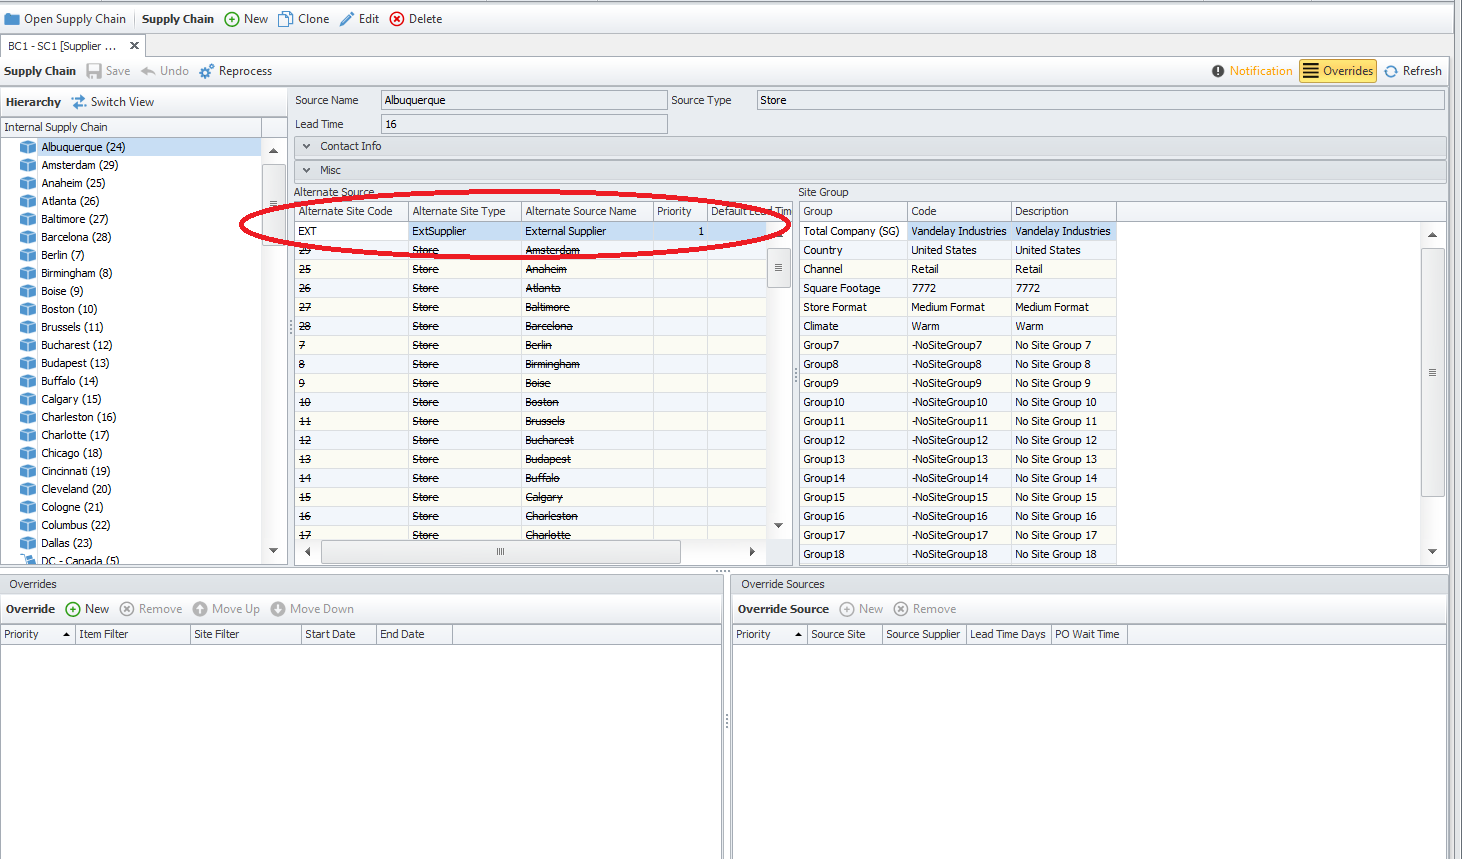 Open Supply Chain Supply Chain New Clone Edit Delete
BC1 - SC1 [Supplier ...
Supply Chain Save Undo Reprocess Notification Overrides Refresh
Hierarchy Switch View
Internal Supply Chain
Albuquerque (24)
Amsterdam (29)
Anaheim (25)
Atlanta (26)
Baltimore (27)
Barcelona (28)
Berlin (7)
Birmingham (8)
Boise (9)
Boston (10)
Brussels (11)
Bucharest (12)
Budapest (13)
Buffalo (14)
Calgary (15)
Charleston (16)
Charlotte (17)
Chicago (18)
Cincinnati (19)
Cleveland (20)
Cologne (21)
Columbus (22)
Dallas (23)
DC - Canada (5)
Source Name Albuquerque Source Type Store
Lead Time 16
Contact Info
Misc
Alternate Source
Alternate Site Code Alternate Site Type Alternate Source Name Priority Default Lead Tim
EXT ExtSupplier External Supplier 1
29 Store Amsterdam
25 Store Anaheim
26 Store Atlanta
27 Store Baltimore
28 Store Barcelona
7 Store Berlin
8 Store Birmingham
9 Store Boise
10 Store Boston
11 Store Brussels
12 Store Bucharest
13 Store Budapest
14 Store Buffalo
15 Store Calgary
16 Store Charleston
17 Store Charlotte
Site Group
Group Code Description
Total Company (SG) Vandelay Industries Vandelay Industries
Country United States United States
Channel Retail Retail
Square Footage 7772 7772
Store Format Medium Format Medium Format
Climate Warm Warm
Group7 -NoSiteGroup7 No Site Group 7
Group8 -NoSiteGroup8 No Site Group 8
Group9 -NoSiteGroup9 No Site Group 9
Group10 -NoSiteGroup10 No Site Group 10
Group11 -NoSiteGroup11 No Site Group 11
Group12 -NoSiteGroup12 No Site Group 12
Group13 -NoSiteGroup13 No Site Group 13
Group14 -NoSiteGroup14 No Site Group 14
Group15 -NoSiteGroup15 No Site Group 15
Group16 -NoSiteGroup16 No Site Group 16
Group17 -NoSiteGroup17 No Site Group 17
Group18 -NoSiteGroup18 No Site Group 18
Overrides
Override New Remove Move Up Move Down
Priority Item Filter Site Filter Start Date End Date
Override Sources
Override Source New Remove
Priority Source Site Source Supplier Lead Time Days PO Wait Time